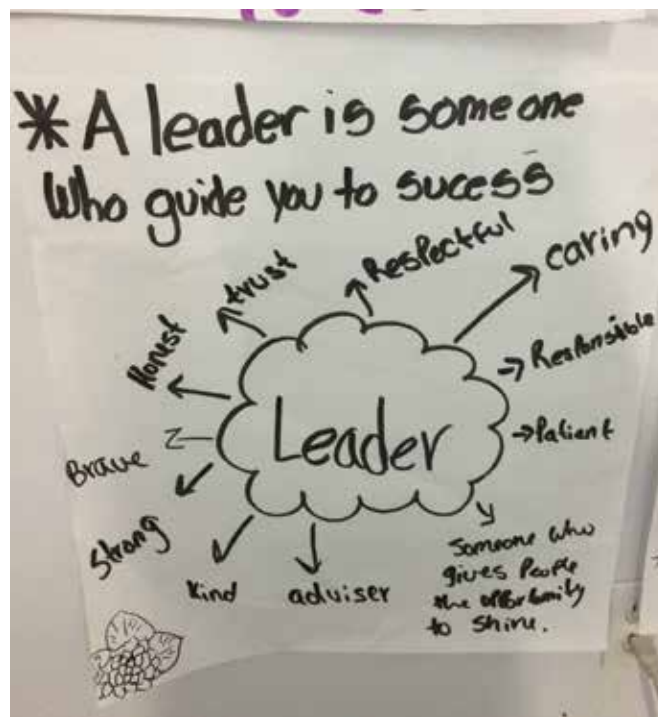 * A leader is someone
who guide you to sucess
trust
Respectful
caring
Honest
Responsible
Leader
Patient
Brave
Strong
Kind
adviser
Someone who
gives People
the opportunity
to shine.